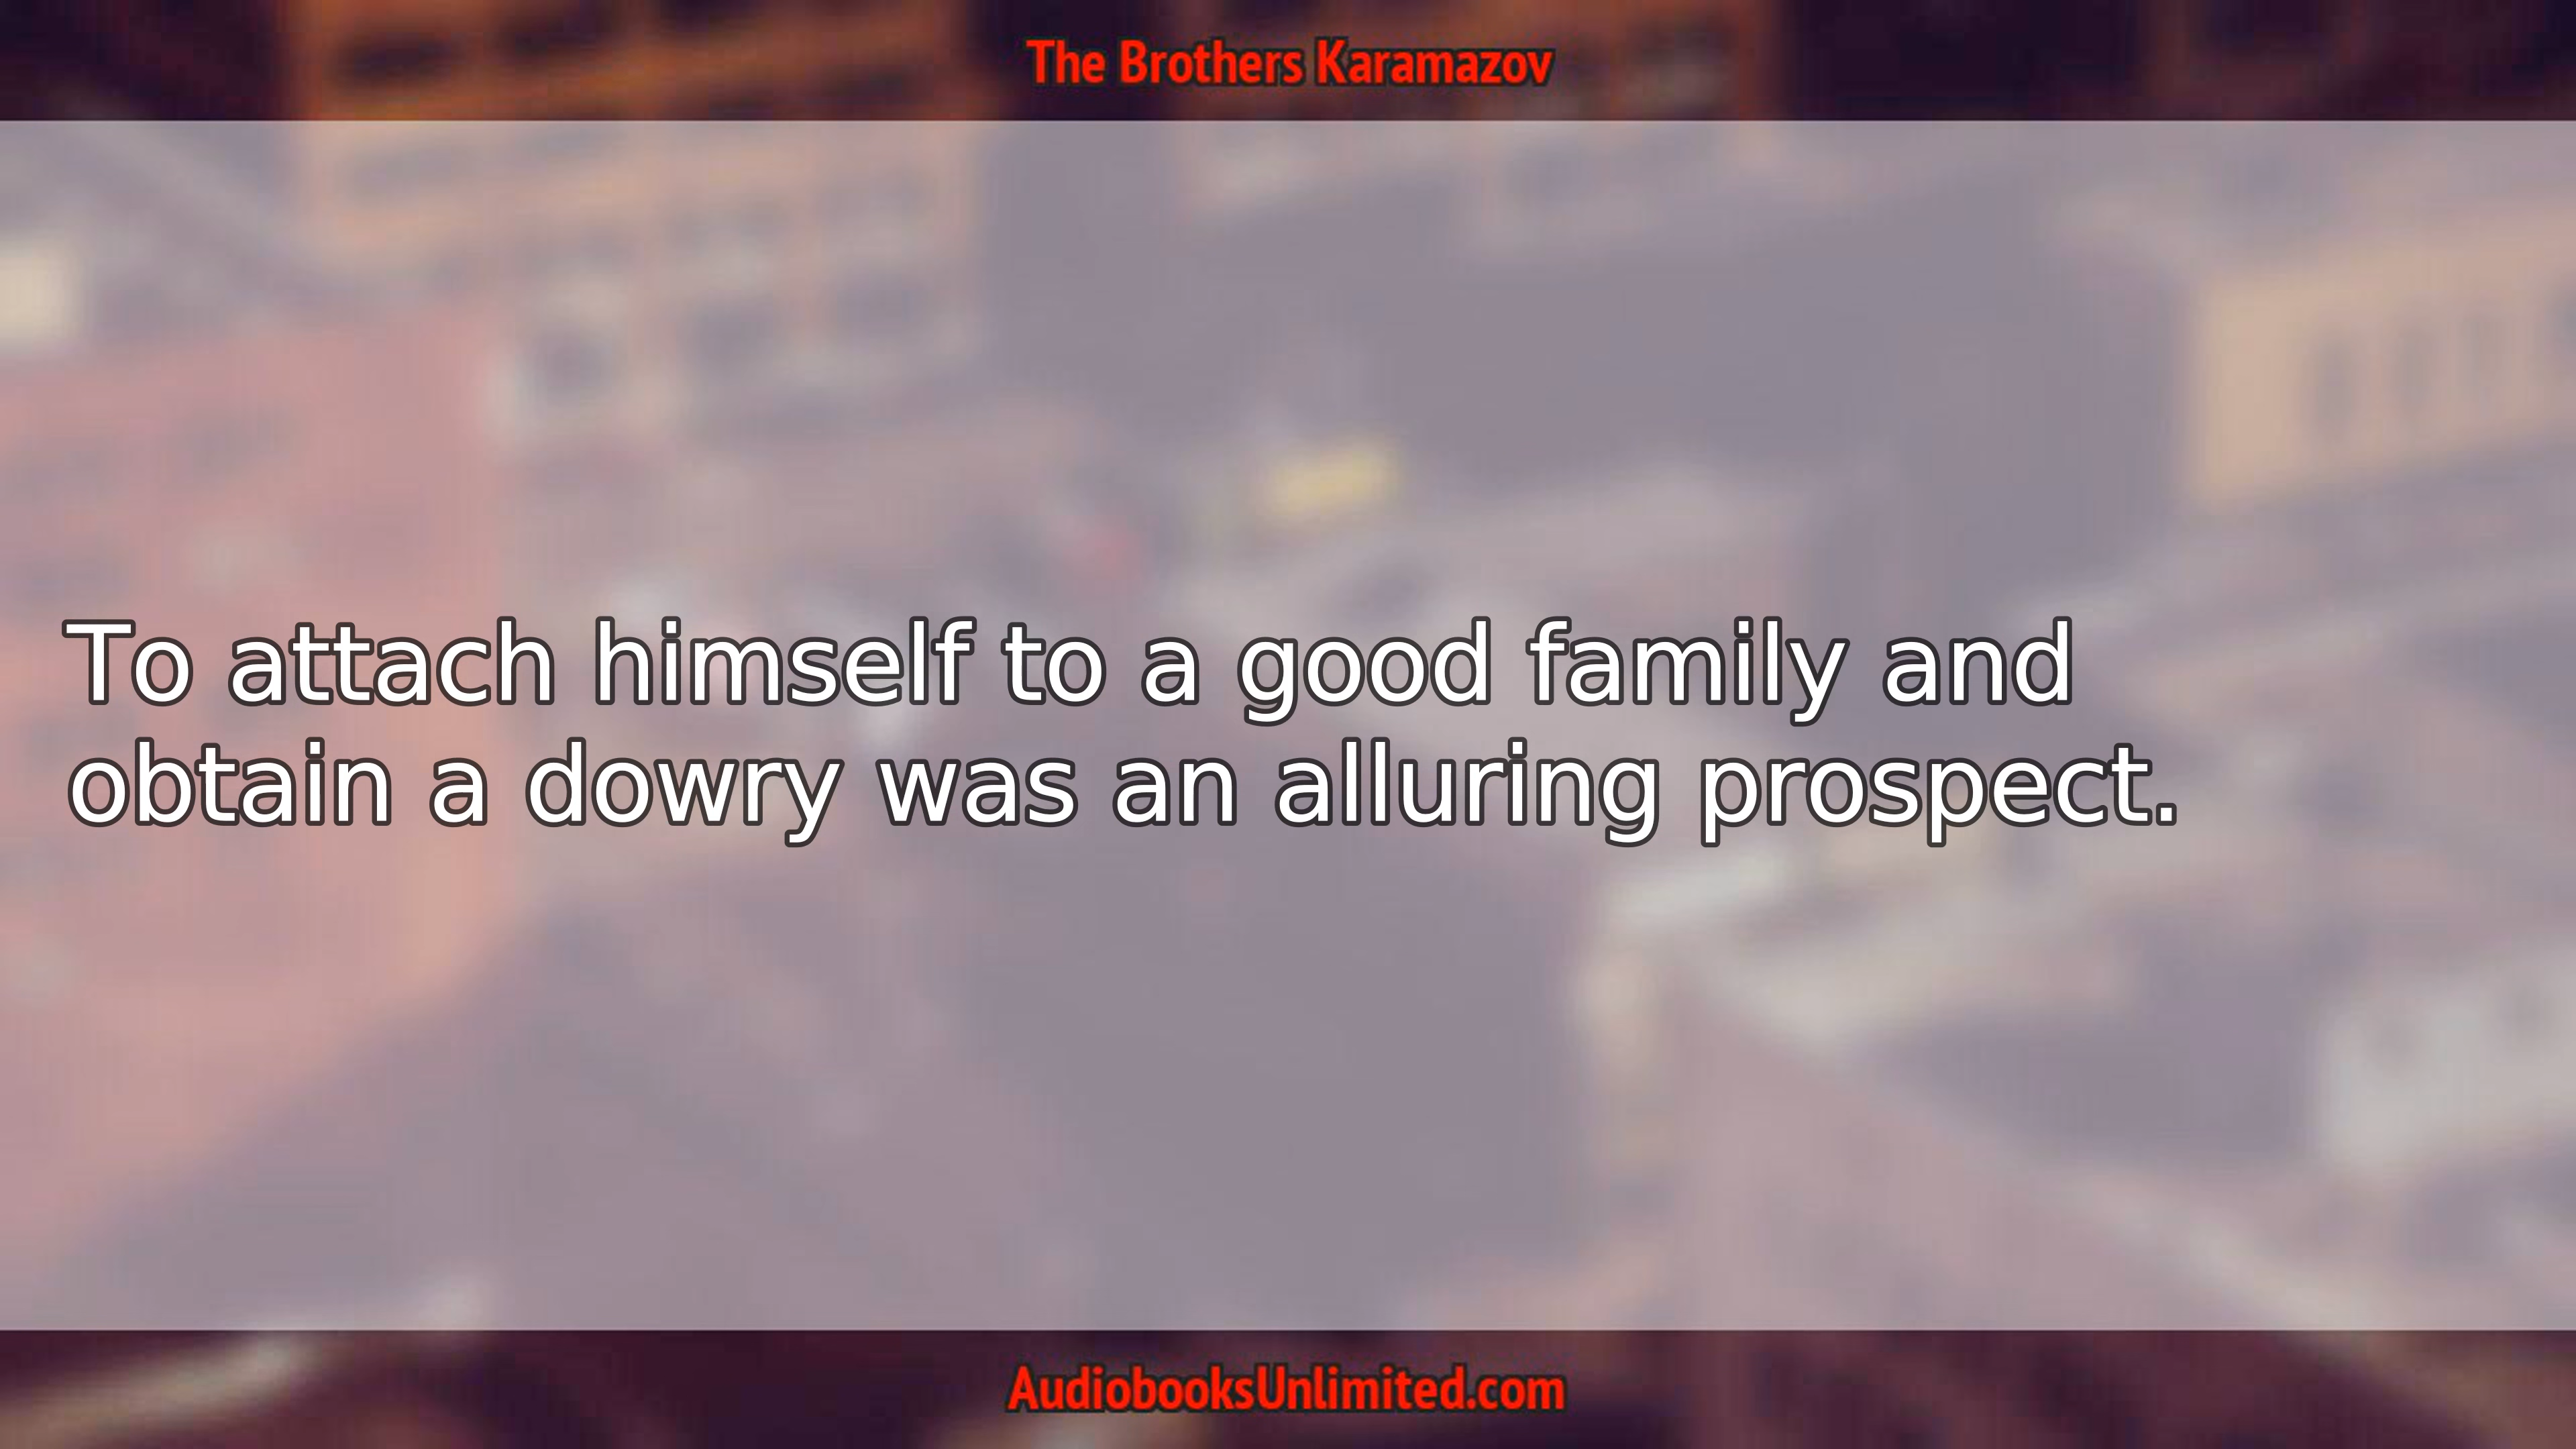 The Brothers Karamazov
To attach himself to a good family and
obtain a dowry was an alluring prospect.
AudiobooksUnlimited.com